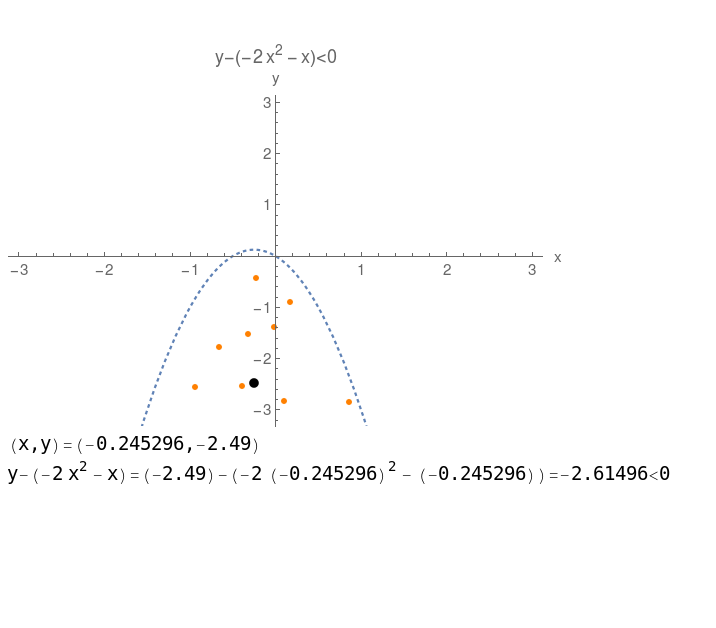 y−(−2 x² − x)<0
y
3
2
1
−3 −2 −1 1 2 3 x
−1
−2
−3
(x,y)=(−0.245296,−2.49)
y−(−2 x² − x)=(−2.49)−(−2 (−0.245296)² − (−0.245296))=−2.61496<0